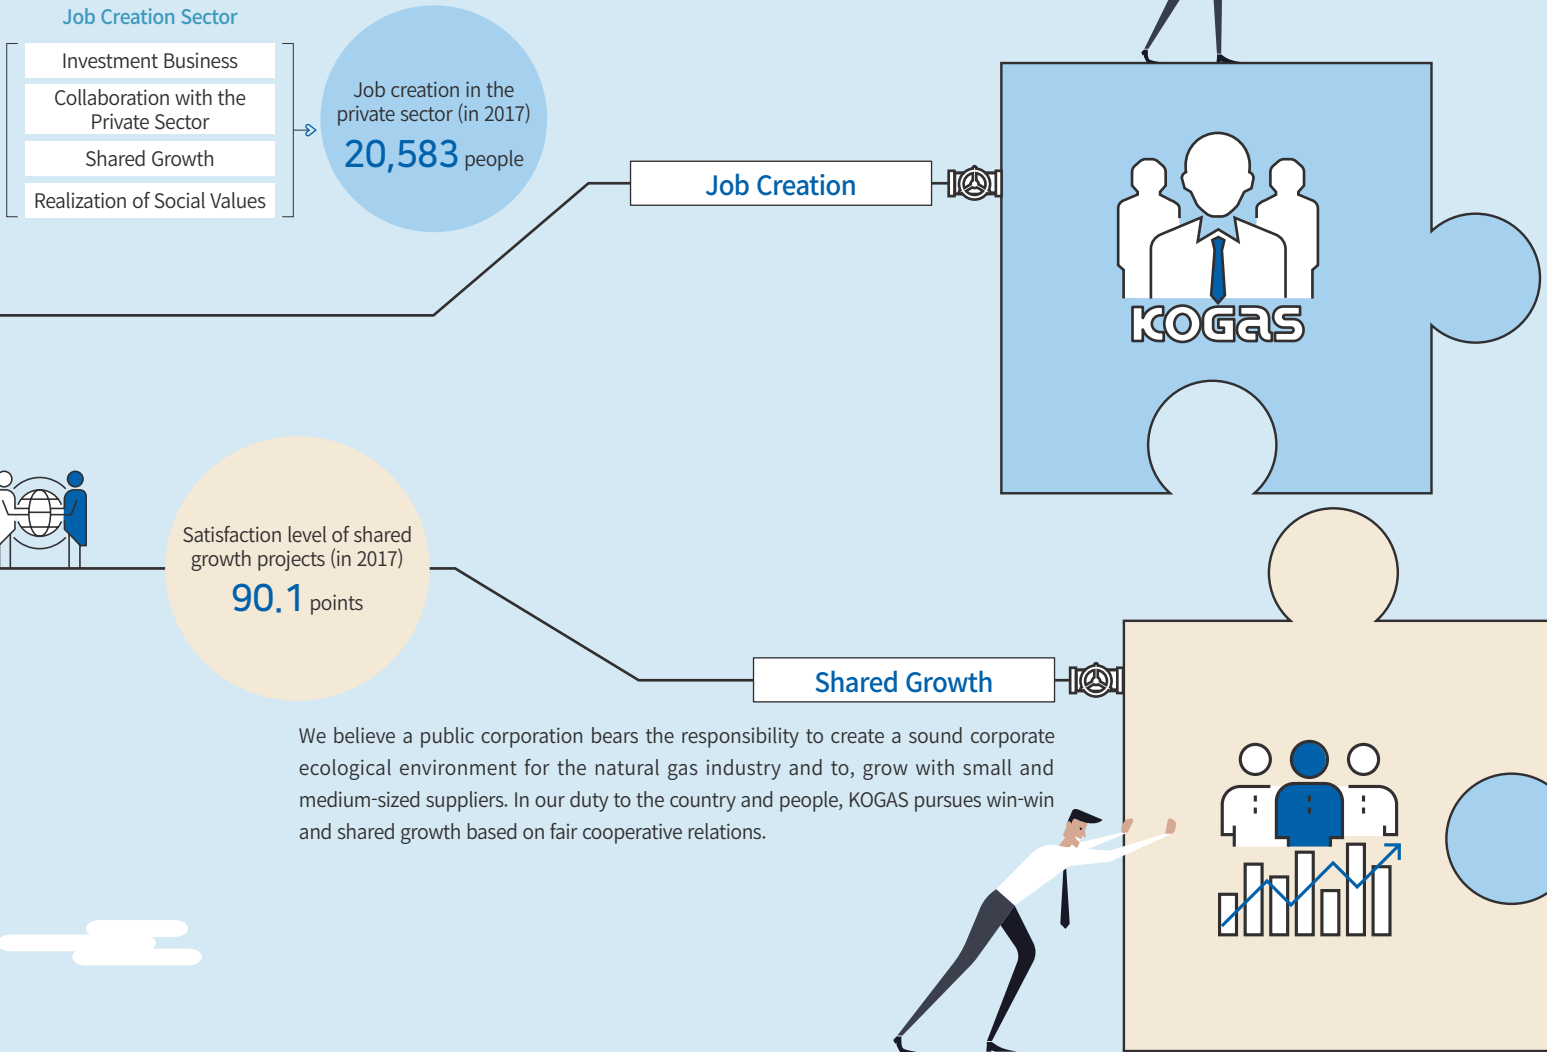 Job Creation Sector
Investment Business
Collaboration with the
Private Sector
Shared Growth
Realization of Social Values
Job creation in the
private sector (in 2017)
20,583 people
Job Creation
KOGAS
Satisfaction level of shared
growth projects (in 2017)
90.1 points
Shared Growth
We believe a public corporation bears the responsibility to create a sound corporate
ecological environment for the natural gas industry and to, grow with small and
medium-sized suppliers. In our duty to the country and people, KOGAS pursues win-win
and shared growth based on fair cooperative relations.